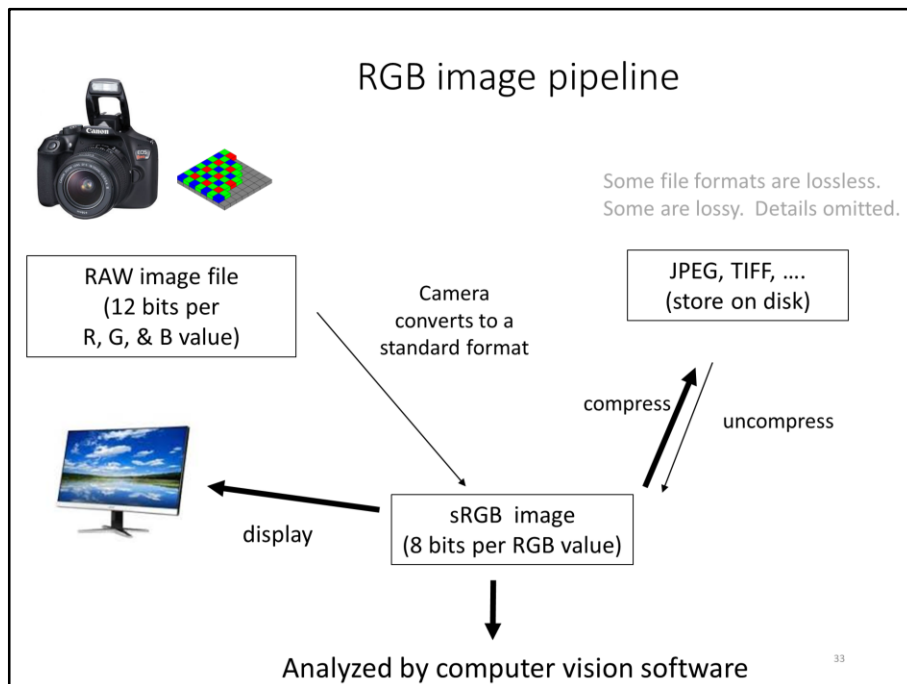 RGB image pipeline
Canon
Some file formats are lossless.
Some are lossy.  Details omitted.
RAW image file
(12 bits per
R, G, & B value)
Camera
converts to a
standard format
JPEG, TIFF, ....
(store on disk)
compress
uncompress
display
sRGB  image
(8 bits per RGB value)
Analyzed by computer vision software
33